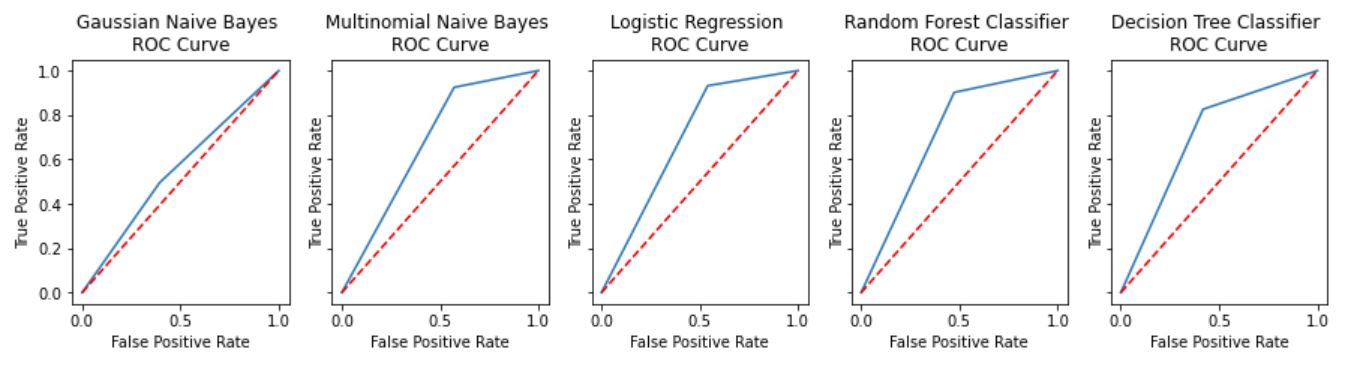 Gaussian Naive Bayes
ROC Curve
True Positive Rate
1.0
0.8
0.6
0.4
0.2
0.0
0.0 0.5 1.0
False Positive Rate
Multinomial Naive Bayes
ROC Curve
True Positive Rate
0.0 0.5 1.0
False Positive Rate
Logistic Regression
ROC Curve
True Positive Rate
0.0 0.5 1.0
False Positive Rate
Random Forest Classifier
ROC Curve
True Positive Rate
0.0 0.5 1.0
False Positive Rate
Decision Tree Classifier
ROC Curve
True Positive Rate
0.0 0.5 1.0
False Positive Rate